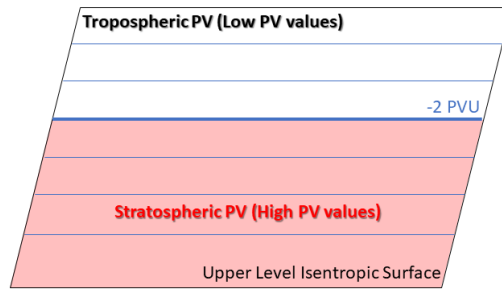 Tropospheric PV (Low PV values)
-2 PVU
Stratospheric PV (High PV values)
Upper Level Isentropic Surface